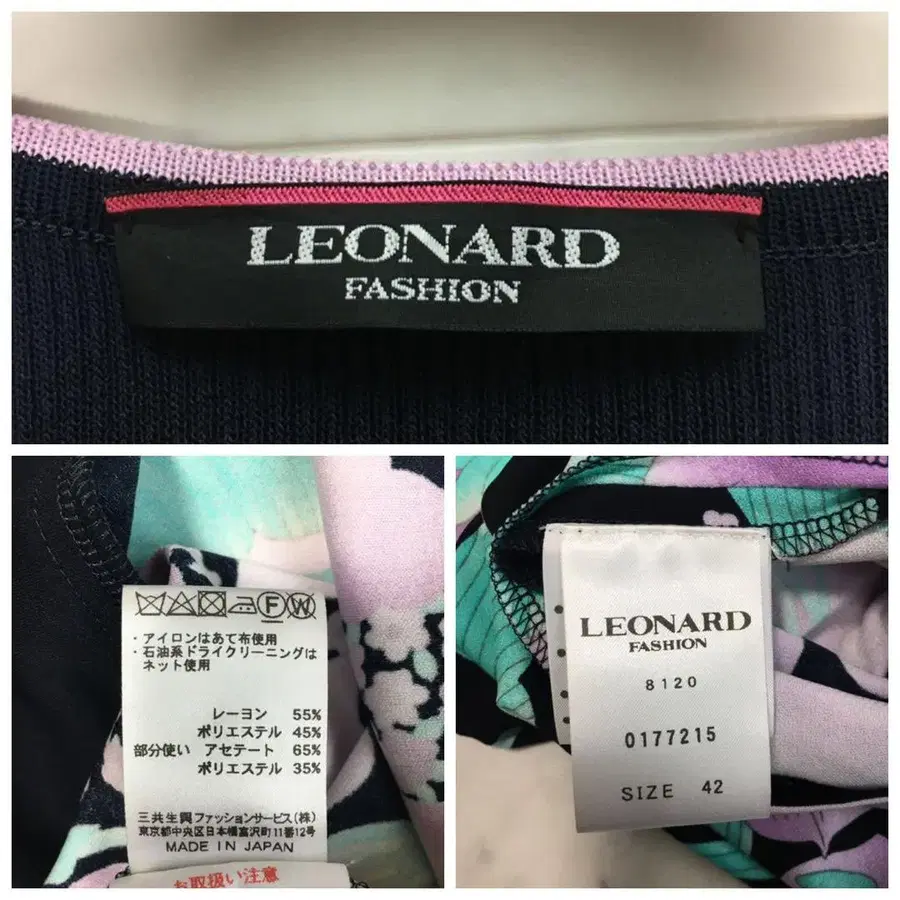 LEONARD
FASHION
・アイロンはあて布使用
・石油系ドライクリーニングは
ネット使用
レーヨン 55%
ポリエステル 45%
部分使い アセテート 65%
ポリエステル 35%
三共生興ファッションサービス(株)
東京都中央区日本橋富沢町11番12号
MADE IN JAPAN
お取扱い注意
LEONARD
FASHION
8120
0177215
SIZE 42